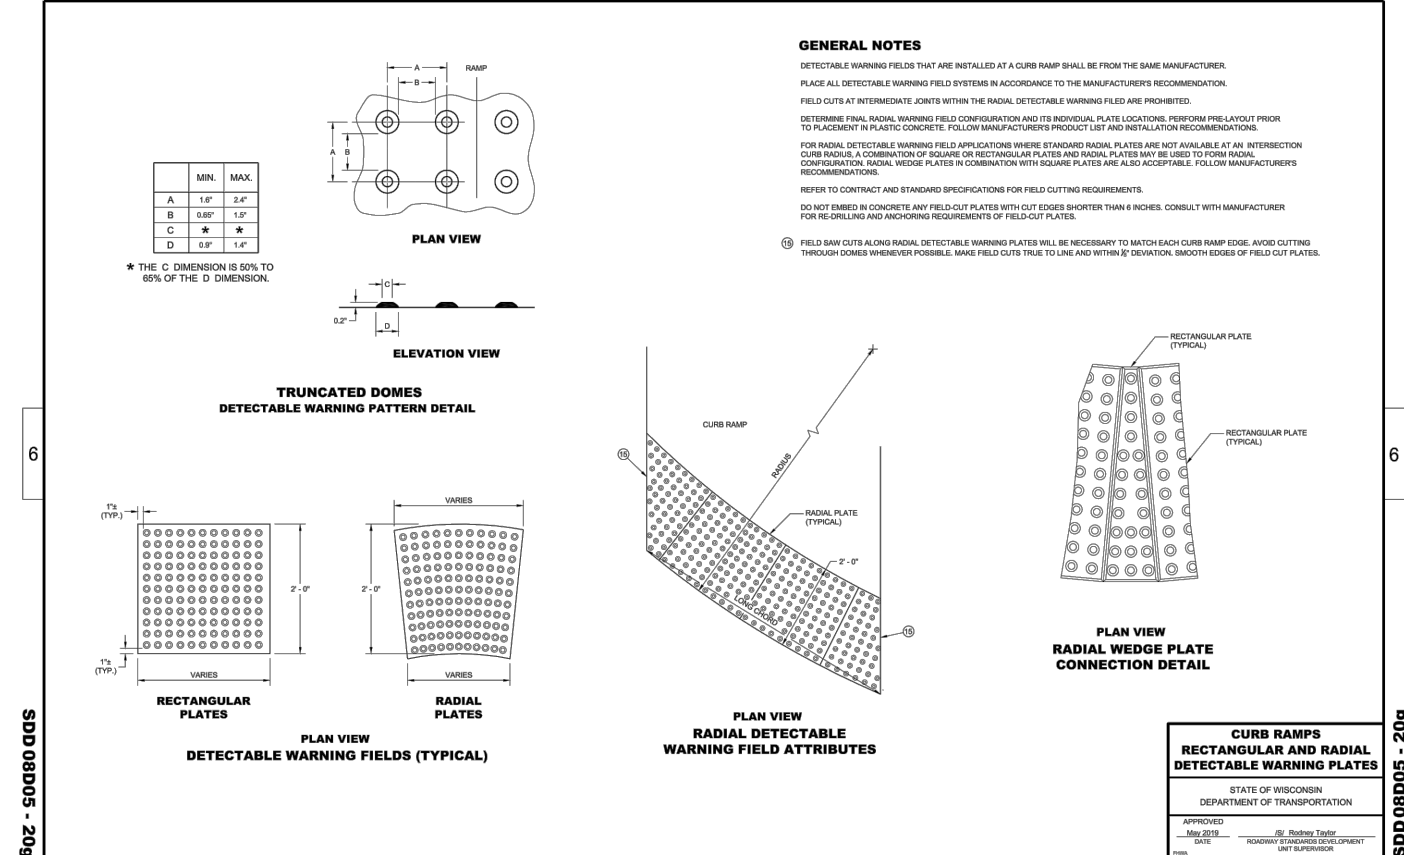 GENERAL NOTES
DETECTABLE WARNING FIELDS THAT ARE INSTALLED AT A CURB RAMP SHALL BE FROM THE SAME MANUFACTURER.
PLACE ALL DETECTABLE WARNING FIELD SYSTEMS IN ACCORDANCE TO THE MANUFACTURER'S RECOMMENDATION.
FIELD CUTS AT INTERMEDIATE JOINTS WITHIN THE RADIAL DETECTABLE WARNING FILED ARE PROHIBITED.
DETERMINE FINAL RADIAL WARNING FIELD CONFIGURATION AND ITS INDIVIDUAL PLATE LOCATIONS. PERFORM PRE-LAYOUT PRIOR
TO PLACEMENT IN PLASTIC CONCRETE. FOLLOW MANUFACTURER'S PRODUCT LIST AND INSTALLATION RECOMMENDATIONS.
FOR RADIAL DETECTABLE WARNING FIELD APPLICATIONS WHERE STANDARD RADIAL PLATES ARE NOT AVAILABLE AT AN INTERSECTION
CURB RADIUS, A COMBINATION OF SQUARE OR RECTANGULAR PLATES AND RADIAL PLATES MAY BE USED TO FORM RADIAL
CONFIGURATION. RADIAL WEDGE PLATES IN COMBINATION WITH SQUARE PLATES ARE ALSO ACCEPTABLE. FOLLOW MANUFACTURER'S
RECOMMENDATIONS.
REFER TO CONTRACT AND STANDARD SPECIFICATIONS FOR FIELD CUTTING REQUIREMENTS.
DO NOT EMBED IN CONCRETE ANY FIELD-CUT PLATES WITH CUT EDGES SHORTER THAN 6 INCHES. CONSULT WITH MANUFACTURER
FOR RE-DRILLING AND ANCHORING REQUIREMENTS OF FIELD-CUT PLATES.
15 FIELD SAW CUTS ALONG RADIAL DETECTABLE WARNING PLATES WILL BE NECESSARY TO MATCH EACH CURB RAMP EDGE. AVOID CUTTING
THROUGH DOMES WHENEVER POSSIBLE. MAKE FIELD CUTS TRUE TO LINE AND WITHIN DEVIATION. SMOOTH EDGES OF FIELD CUT PLATES.
A
B
RAMP
A
B
PLAN VIEW
MIN. MAX.
A 1.6" 2.4"
B 0.65" 1.5"
C * *
D 0.9" 1.4"
* THE C DIMENSION IS 50% TO
65% OF THE D DIMENSION.
C
0.2"
D
ELEVATION VIEW
TRUNCATED DOMES
DETECTABLE WARNING PATTERN DETAIL
6
1"±
(TYP.)
2' - 0"
1"±
(TYP.)
VARIES
RECTANGULAR
PLATES
VARIES
2' - 0"
VARIES
RADIAL
PLATES
PLAN VIEW
DETECTABLE WARNING FIELDS (TYPICAL)
CURB RAMP
15
RADIUS
RADIAL PLATE
(TYPICAL)
2' - 0"
LONG CHORD
15
PLAN VIEW
RADIAL DETECTABLE
WARNING FIELD ATTRIBUTES
RECTANGULAR PLATE
(TYPICAL)
RECTANGULAR PLATE
(TYPICAL)
PLAN VIEW
RADIAL WEDGE PLATE
CONNECTION DETAIL
6
SDD 08D05 - 20g
SDD 08D05 - 20g
CURB RAMPS
RECTANGULAR AND RADIAL
DETECTABLE WARNING PLATES
STATE OF WISCONSIN
DEPARTMENT OF TRANSPORTATION
APPROVED
May 2019 /S/ Rodney Taylor
DATE ROADWAY STANDARDS DEVELOPMENT
UNIT SUPERVISOR
FHWA